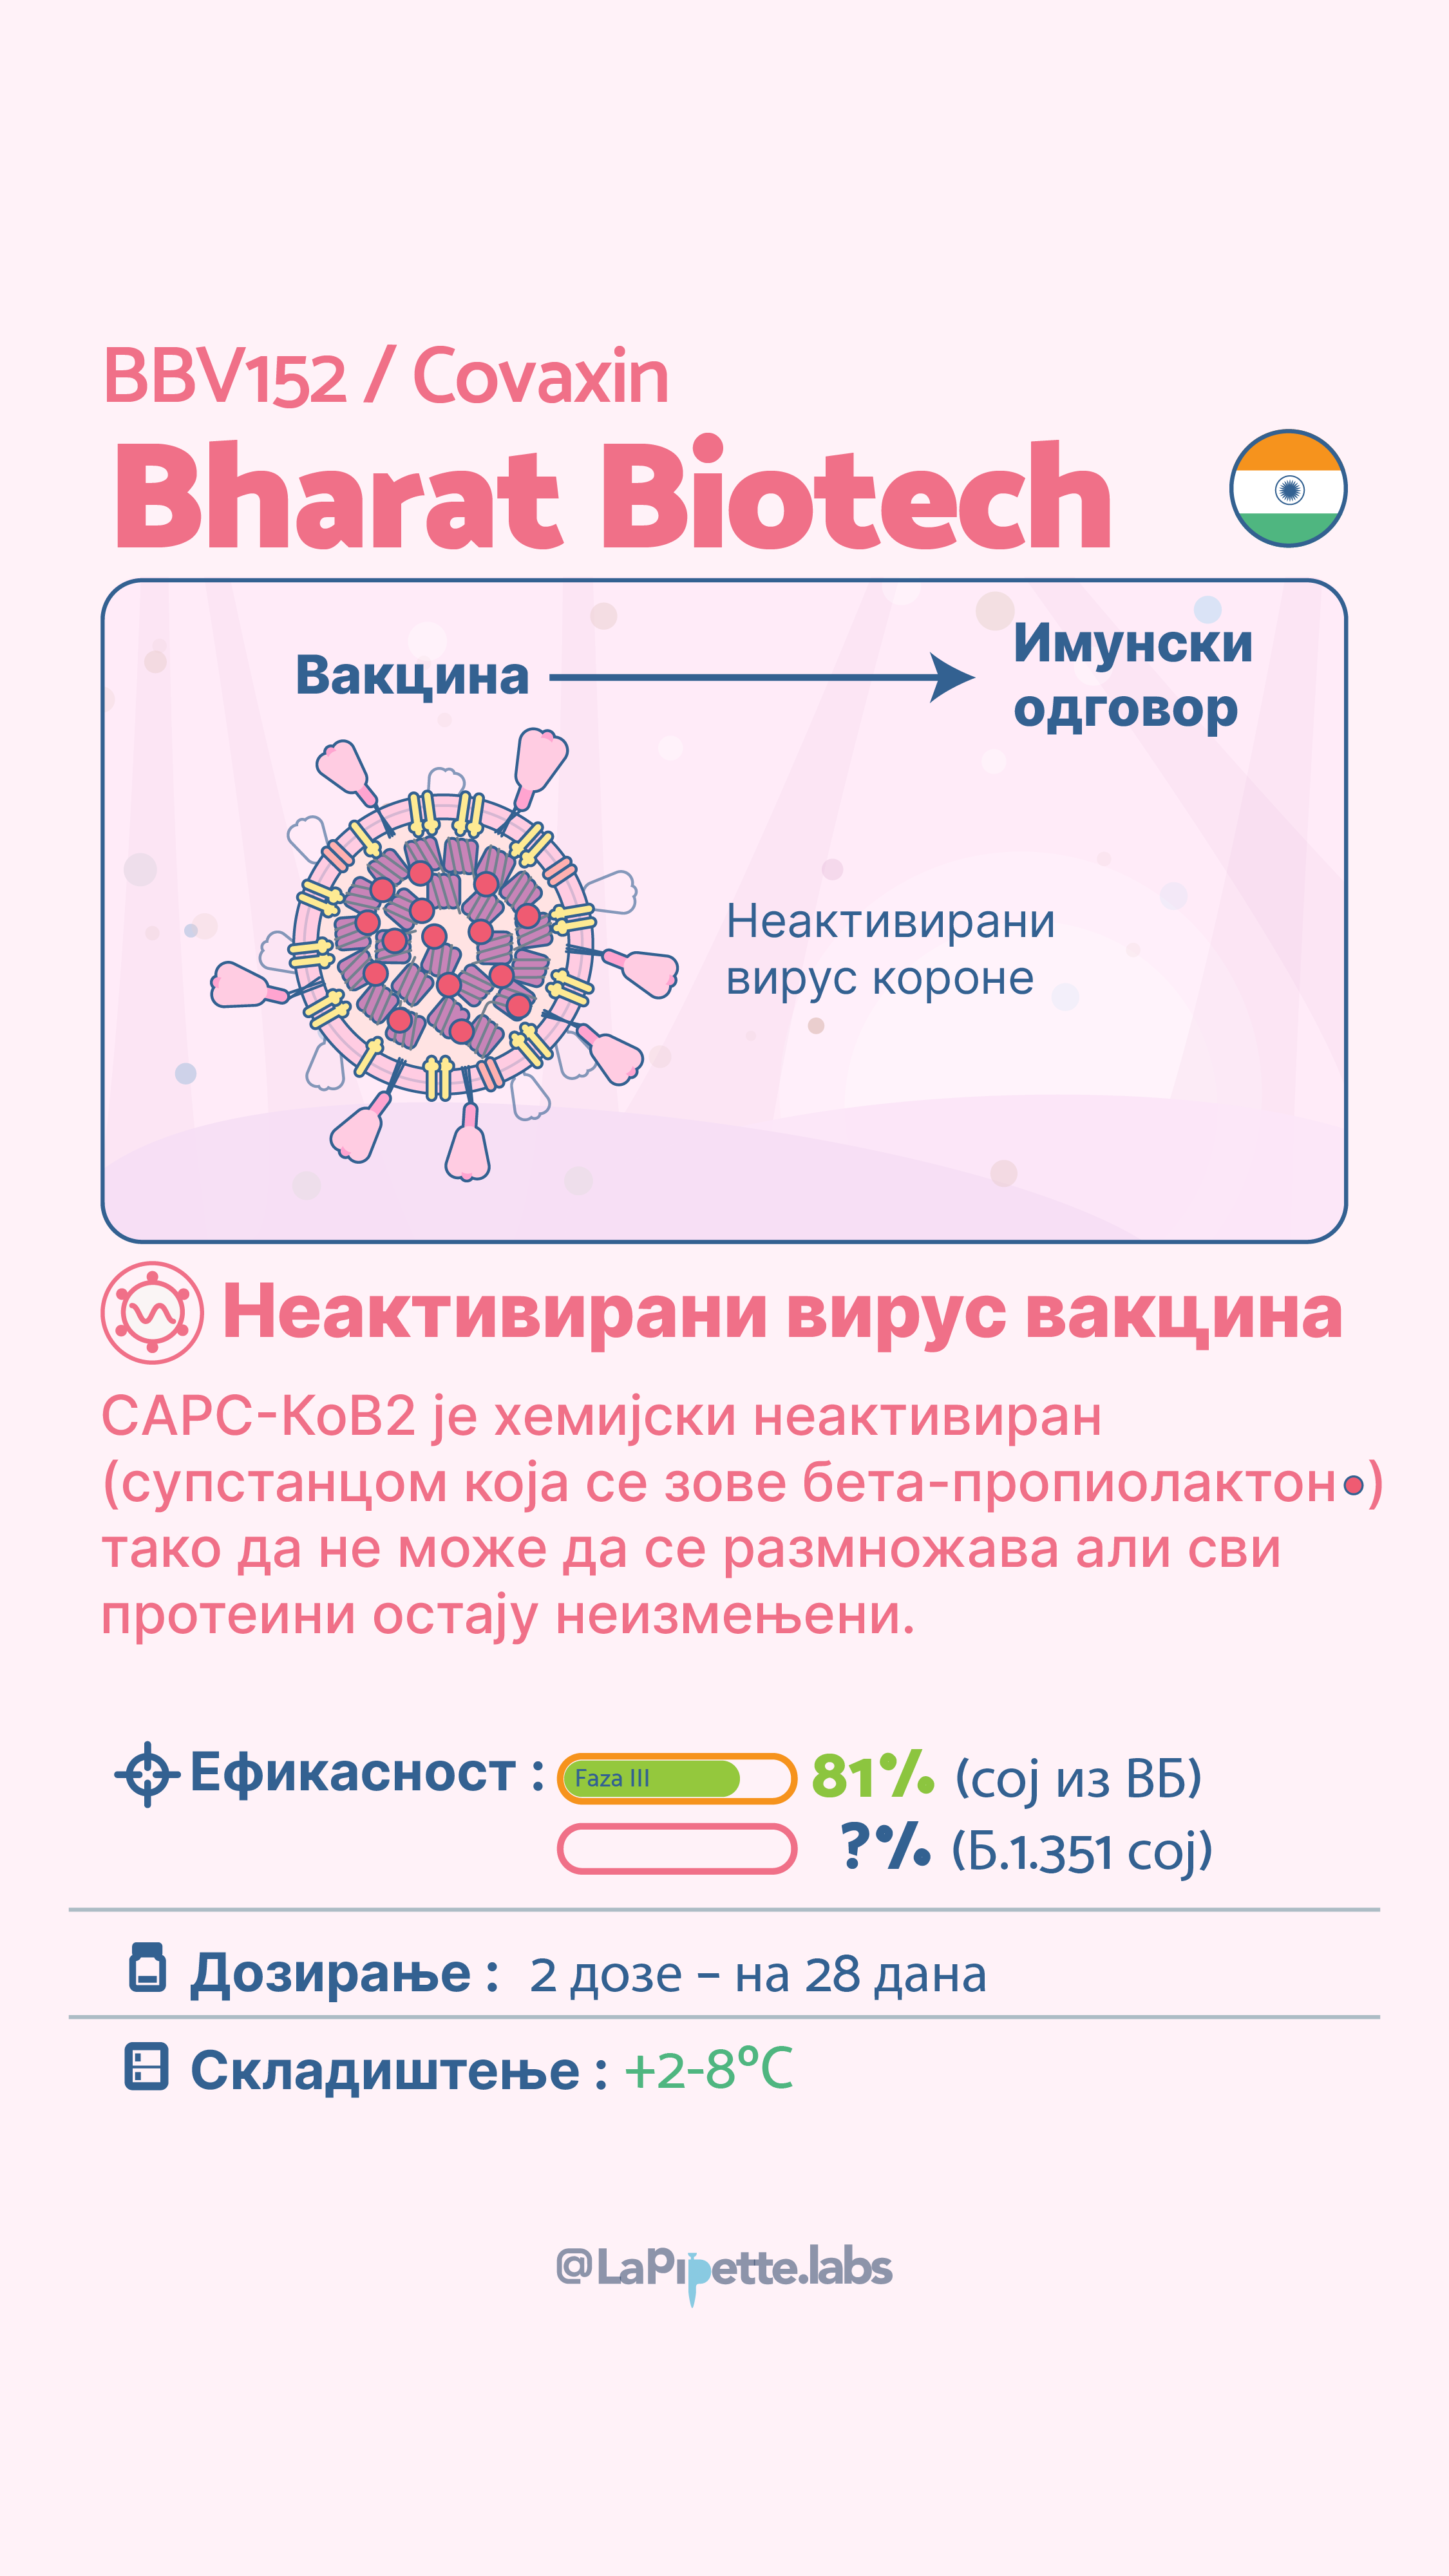 BBV152 / Covaxin
Bharat Biotech
Вакцина
Имунски
одговор
Неактивирани
вирус короне
Неактивирани вирус вакцина
САРС-КоВ2 је хемијски неактивиран
(супстанцом која се зове бета-пропиолактон )
тако да не може да се размножава али сви
протеини остају неизмењени.
Ефикасност : Faza III 81% (сој из ВБ)
?% (Б.1.351 сој)
Дозирање : 2 дозе – на 28 дана
Складиштење : +2-8°C
@LaPipette.labs